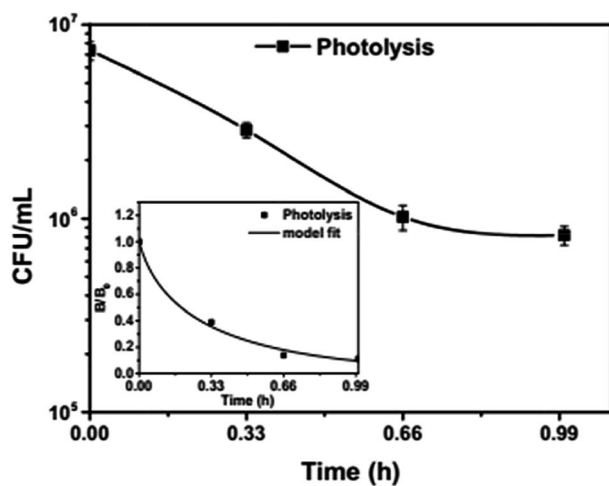 10⁷
Photolysis
CFU/mL
10⁶
10⁵
1.2
1.0
0.8
0.6
0.4
0.2
0.0
B/B₀
Photolysis
model fit
0.00 0.33 0.66 0.99
Time (h)
0.00 0.33 0.66 0.99
Time (h)